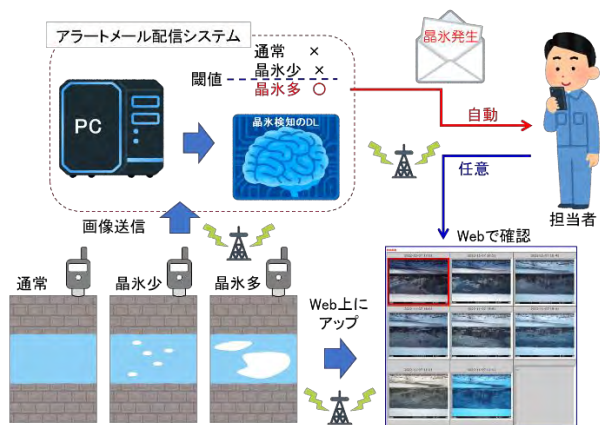 アラートメール配信システム
通常 ×
晶氷少 ×
閾値
晶氷多 ○
PC
晶氷検知のDL
晶氷発生
自動
任意
担当者
画像送信
Webで確認
通常
晶氷少
晶氷多
Web上に
アップ